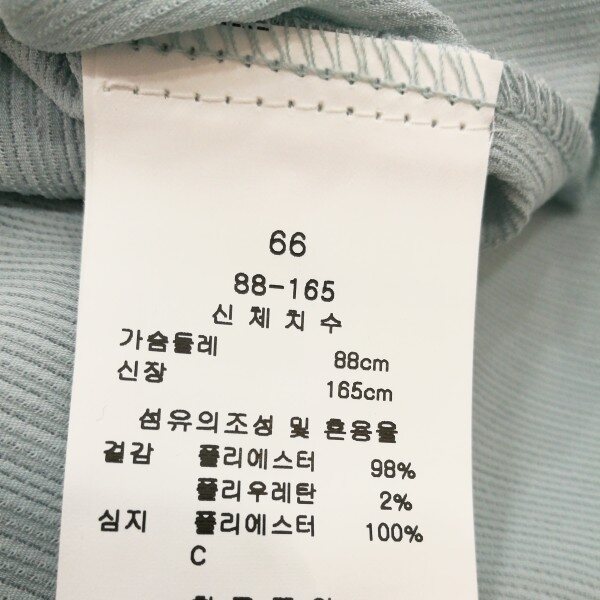 66
88-165
신 체 치 수
가슴둘레 88cm
신장 165cm
섬유의조성 및 혼용율
겉감 폴리에스터 98%
폴리우레탄 2%
심지 폴리에스터 100%
C